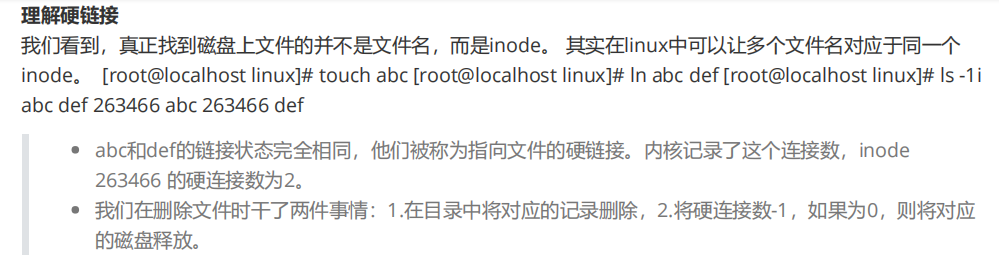 理解硬链接
我们看到，真正找到磁盘上文件的并不是文件名，而是inode。 其实在linux中可以让多个文件名对应于同一个
inode。 [root@localhost linux]# touch abc [root@localhost linux]# ln abc def [root@localhost linux]# ls -1i
abc def 263466 abc 263466 def
• abc和def的链接状态完全相同，他们被称为指向文件的硬链接。内核记录了这个连接数，inode
263466 的硬连接数为2。
• 我们在删除文件时干了两件事情：1.在目录中将对应的记录删除，2.将硬连接数-1，如果为0，则将对应
的磁盘释放。